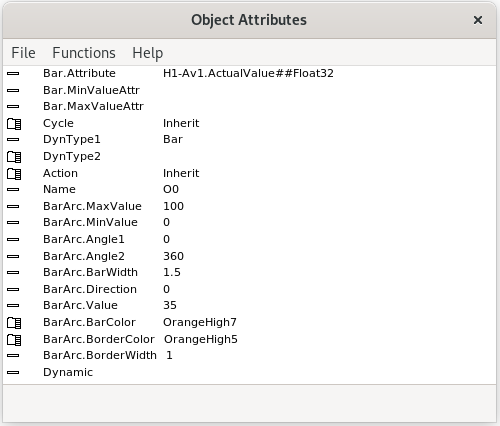 Object Attributes ×
File Functions Help
Bar.Attribute H1-Av1.ActualValue##Float32
Bar.MinValueAttr
Bar.MaxValueAttr
Cycle Inherit
DynType1 Bar
DynType2
Action Inherit
Name O0
BarArc.MaxValue 100
BarArc.MinValue 0
BarArc.Angle1 0
BarArc.Angle2 360
BarArc.BarWidth 1.5
BarArc.Direction 0
BarArc.Value 35
BarArc.BarColor OrangeHigh7
BarArc.BorderColor OrangeHigh5
BarArc.BorderWidth 1
Dynamic